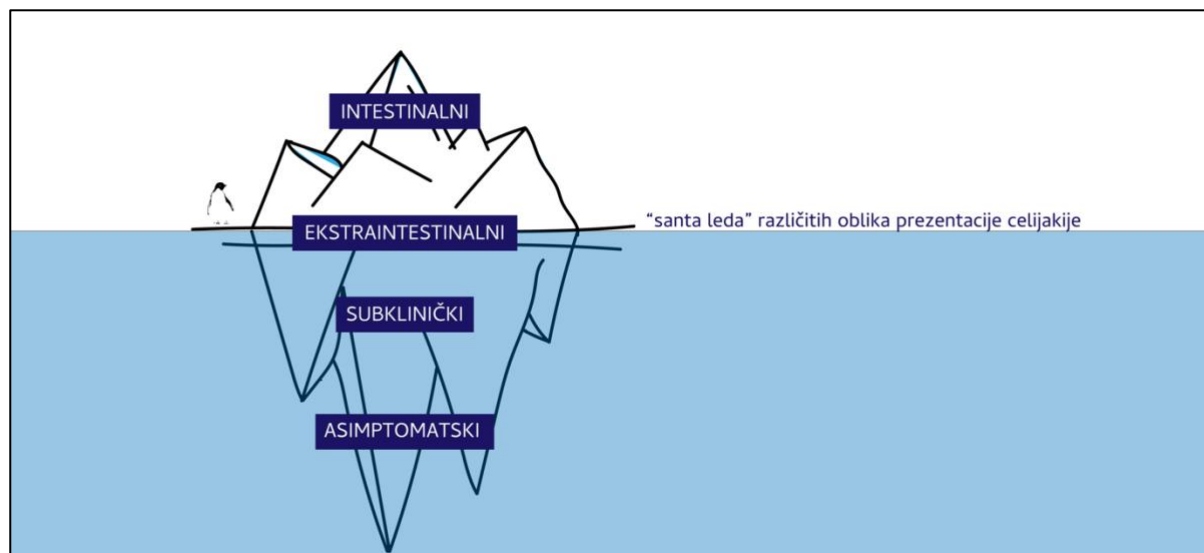 INTESTINALNI
EKSTRAINTESTINALNI
“santa leda” različitih oblika prezentacije celijakije
SUBKLINIČKI
ASIMPTOMATSKI